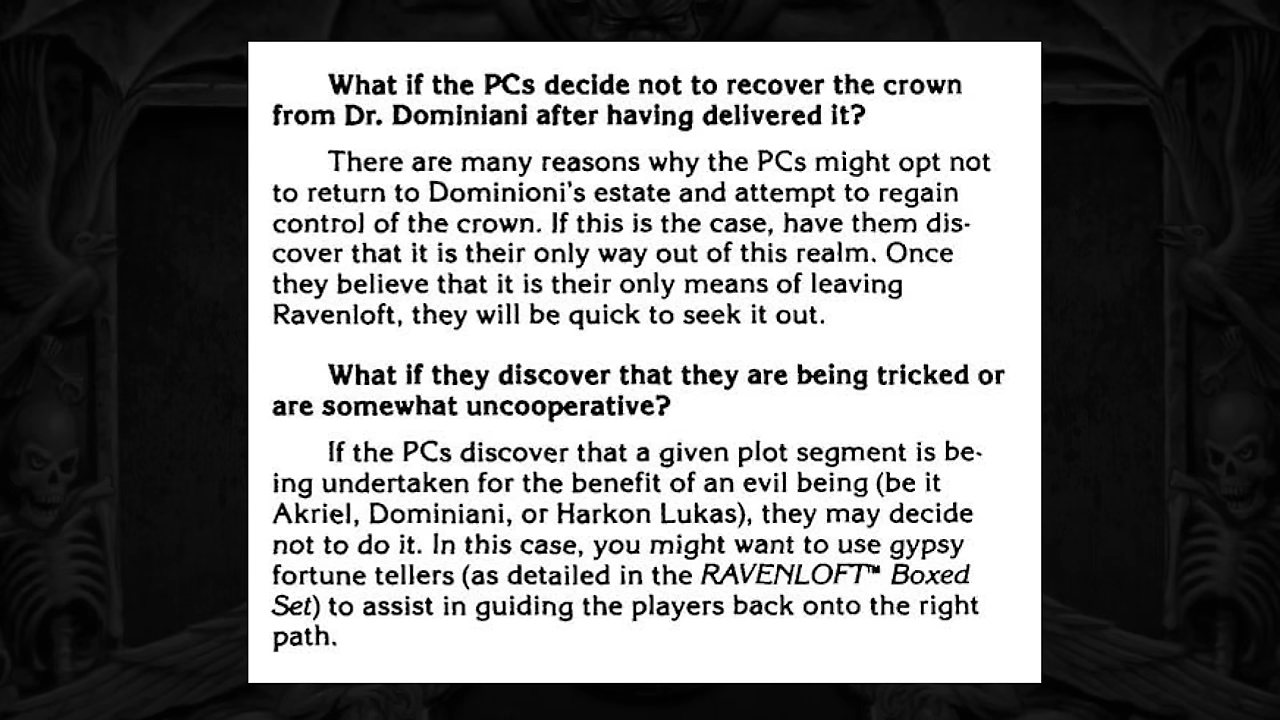 What if the PCs decide not to recover the crown
from Dr. Dominiani after having delivered it?
There are many reasons why the PCs might opt not
to return to Dominioni's estate and attempt to regain
control of the crown. If this is the case, have them dis-
cover that it is their only way out of this realm. Once
they believe that it is their only means of leaving
Ravenloft, they will be quick to seek it out.
What if they discover that they are being tricked or
are somewhat uncooperative?
If the PCs discover that a given plot segment is be-
ing undertaken for the benefit of an evil being (be it
Akriel, Dominiani, or Harkon Lukas), they may decide
not to do it. In this case, you might want to use gypsy
fortune tellers (as detailed in the RAVENLOFT™ Boxed
Set) to assist in guiding the players back onto the right
path.